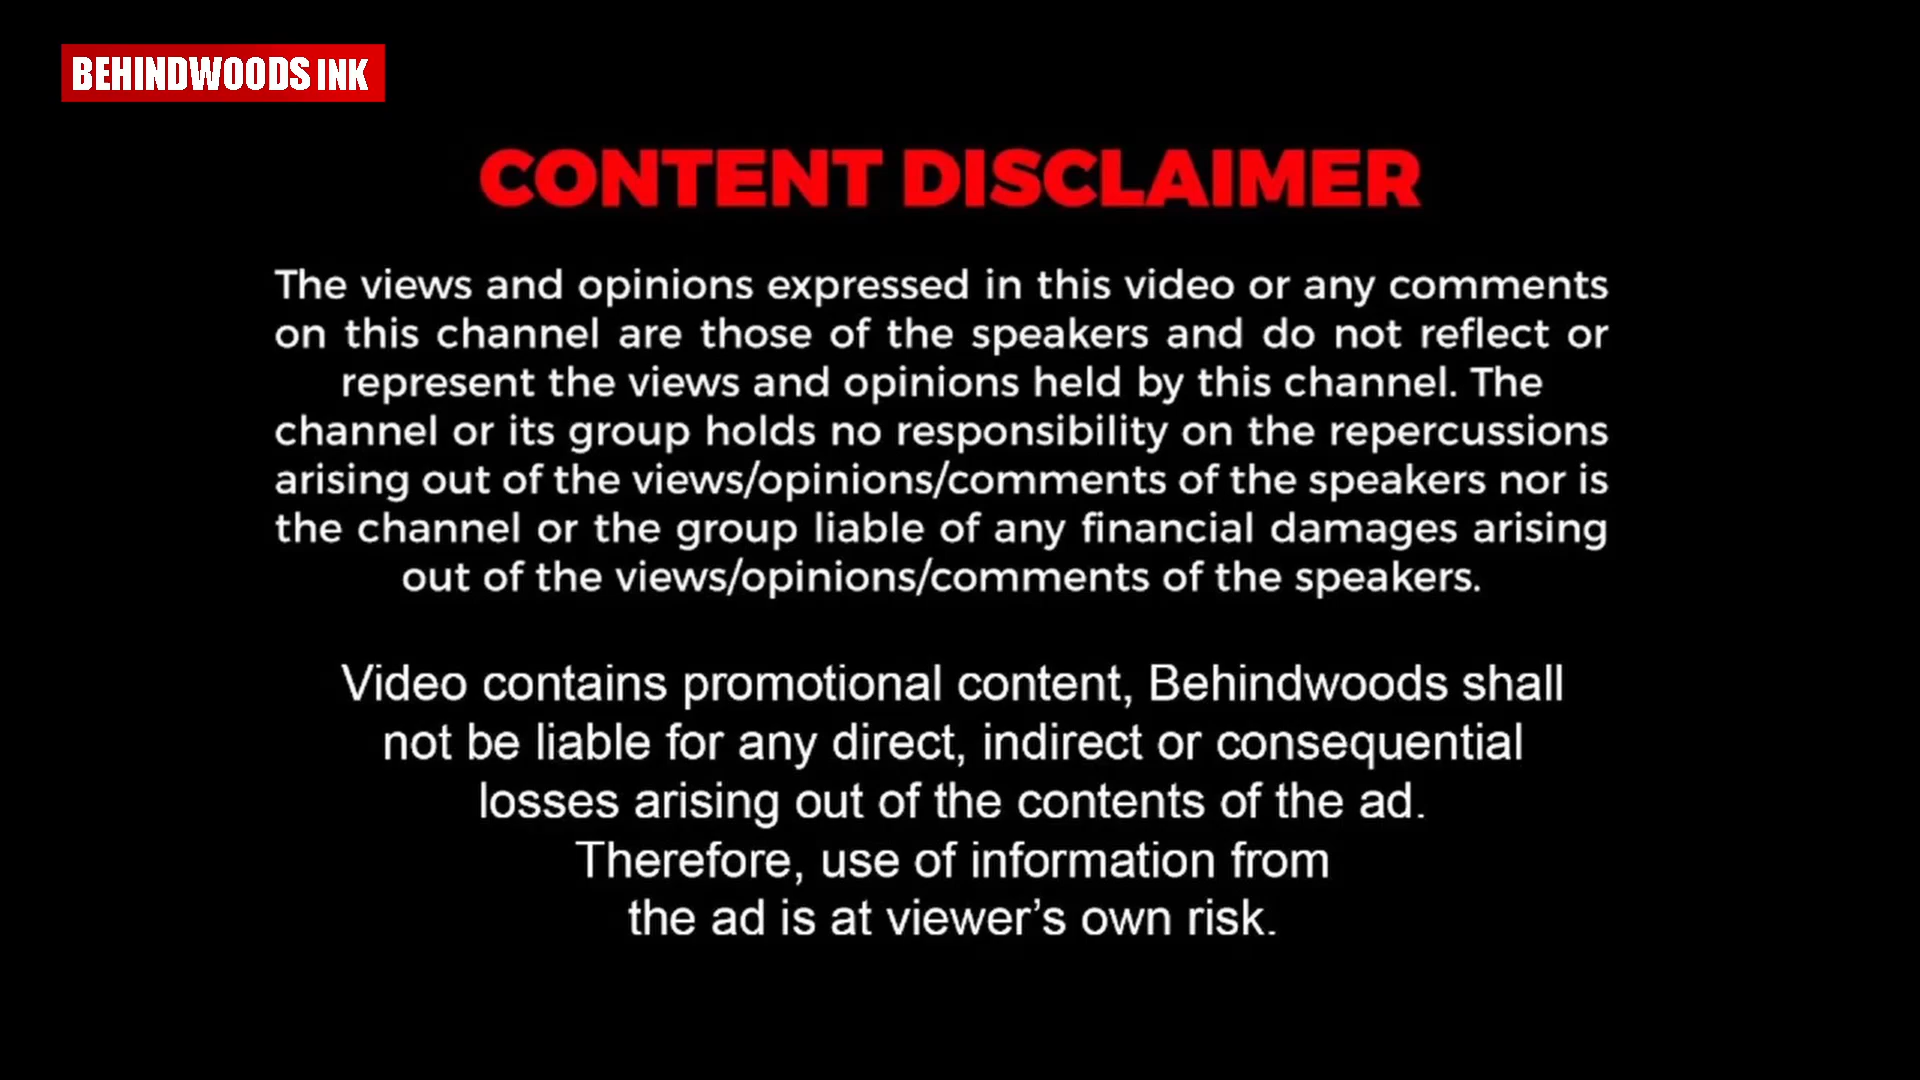 BEHINDWOODS INK
CONTENT DISCLAIMER
The views and opinions expressed in this video or any comments
on this channel are those of the speakers and do not reflect or
represent the views and opinions held by this channel. The
channel or its group holds no responsibility on the repercussions
arising out of the views/opinions/comments of the speakers nor is
the channel or the group liable of any financial damages arising
out of the views/opinions/comments of the speakers.
Video contains promotional content, Behindwoods shall
not be liable for any direct, indirect or consequential
losses arising out of the contents of the ad.
Therefore, use of information from
the ad is at viewer’s own risk.